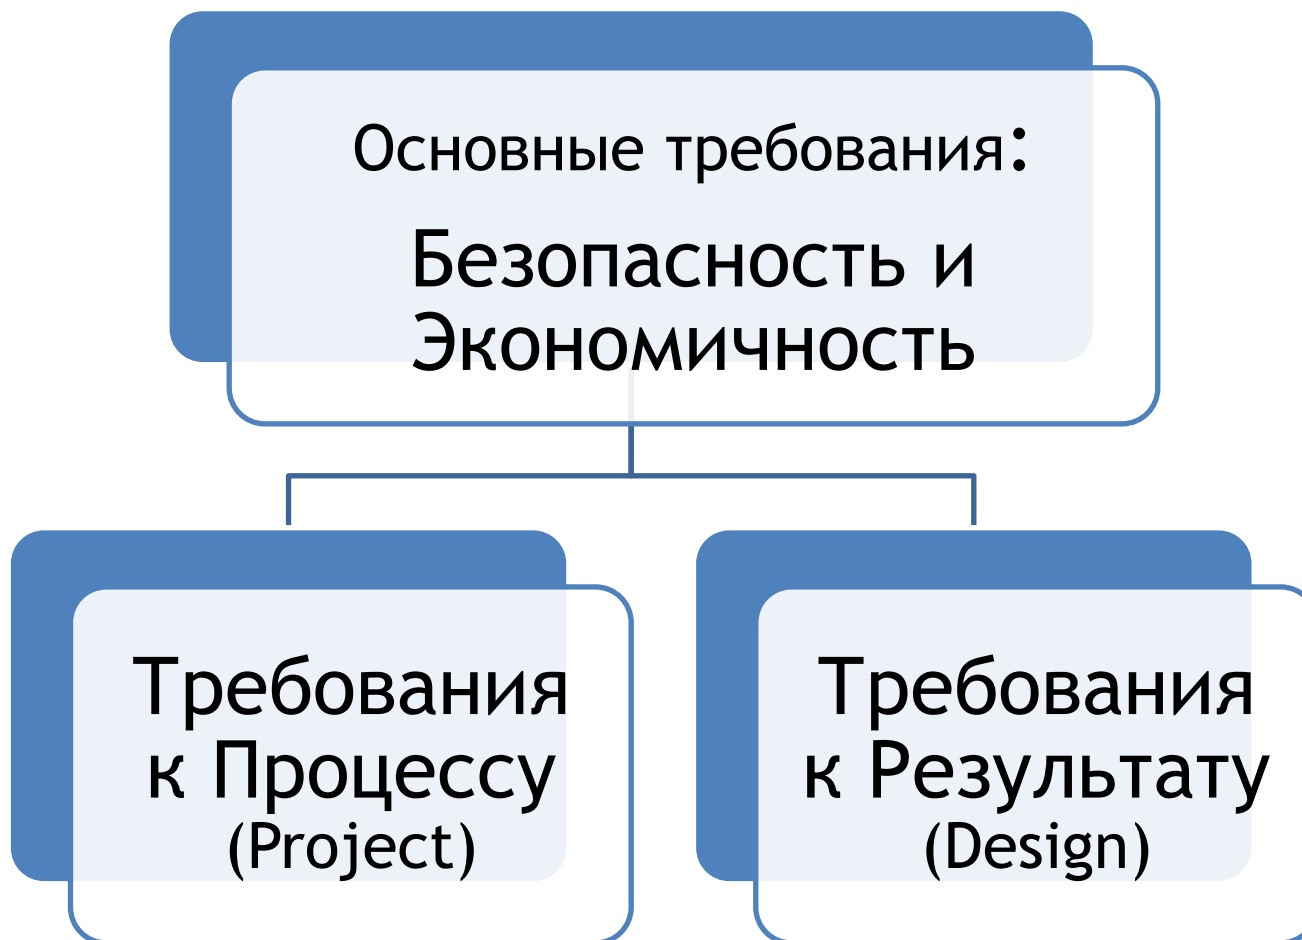 Основные требования:
Безопасность и
Экономичность
Требования
к Процессу
(Project)
Требования
к Результату
(Design)